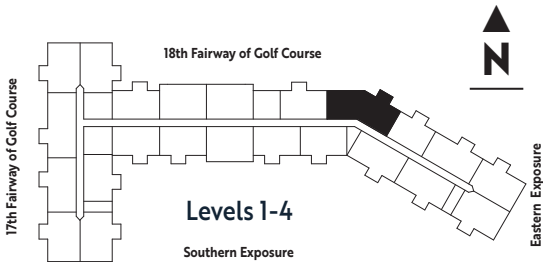 18th Fairway of Golf Course
N
17th Fairway of Golf Course
Eastern Exposure
Levels 1-4
Southern Exposure